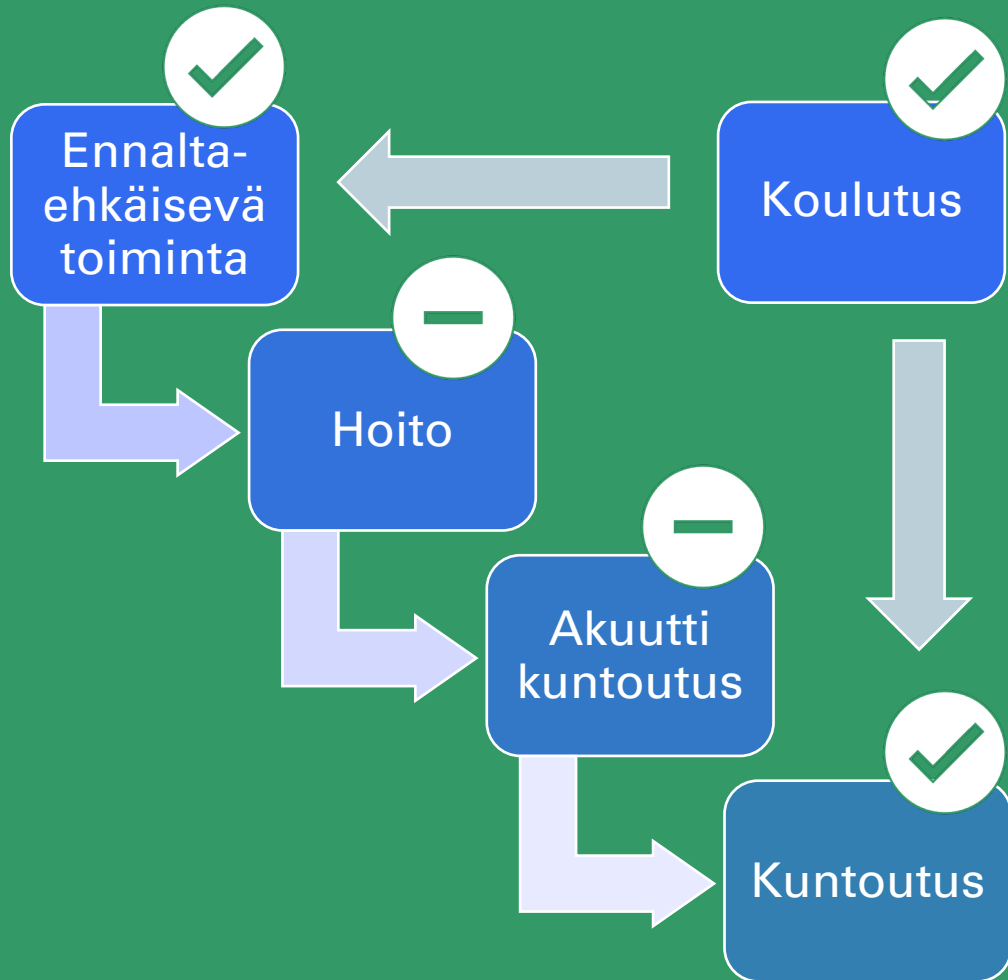 Ennalta-
ehkäisevä
toiminta
Koulutus
Hoito
Akuutti
kuntoutus
Kuntoutus